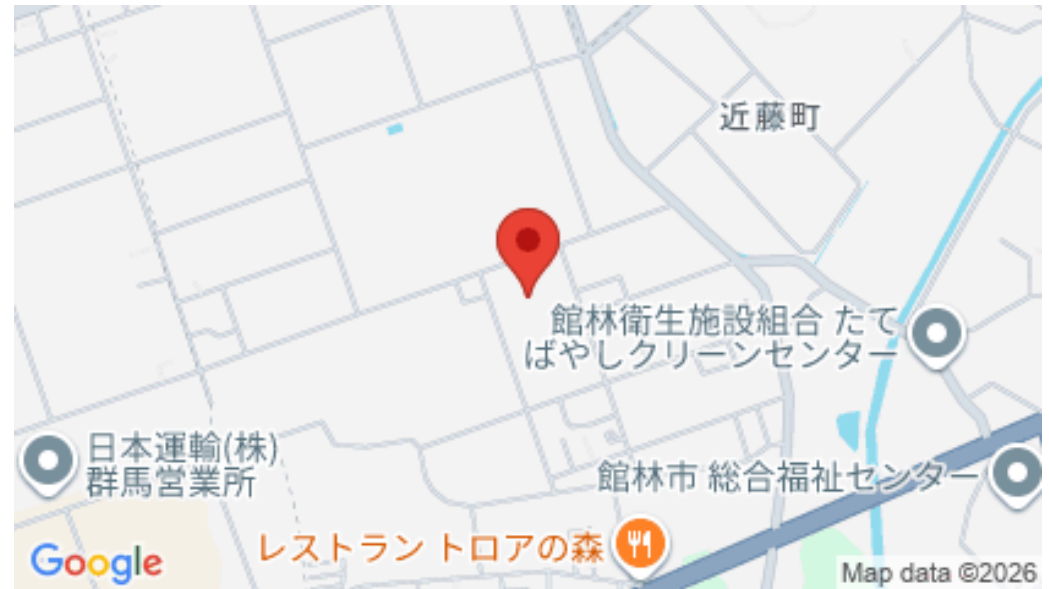 近藤町
館林衛生施設組合 たて
ばやしクリーンセンター
日本運輸(株)
群馬営業所
館林市 総合福祉センター
レストラン トロアの森
Google
Map data ©2026